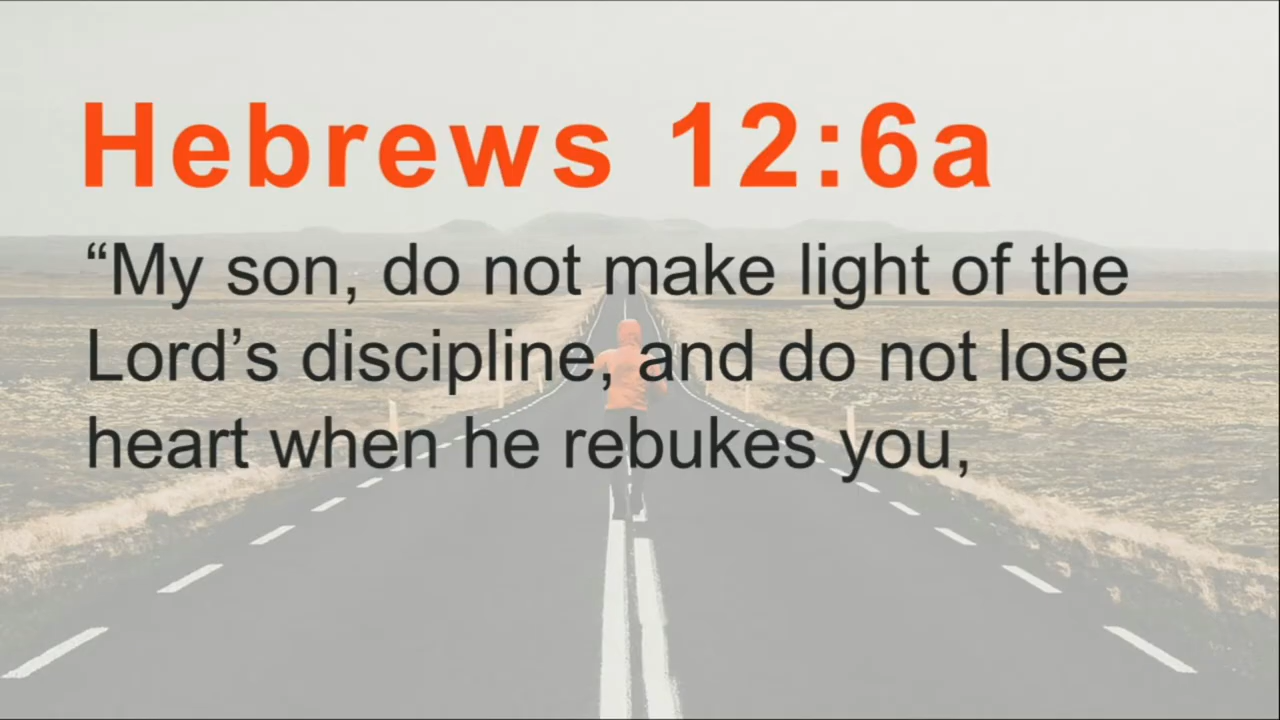 Hebrews 12:6a
“My son, do not make light of the
Lord’s discipline, and do not lose
heart when he rebukes you,